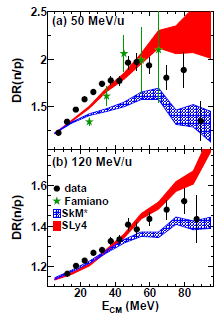 2.5
(a) 50 MeV/u
DR(n/p)
2
1.5
(b) 120 MeV/u
DR(n/p)
1.6
1.4
1.2
data
Famiano
SkM*
SLy4
0 20 40 60 80
E_CM (MeV)